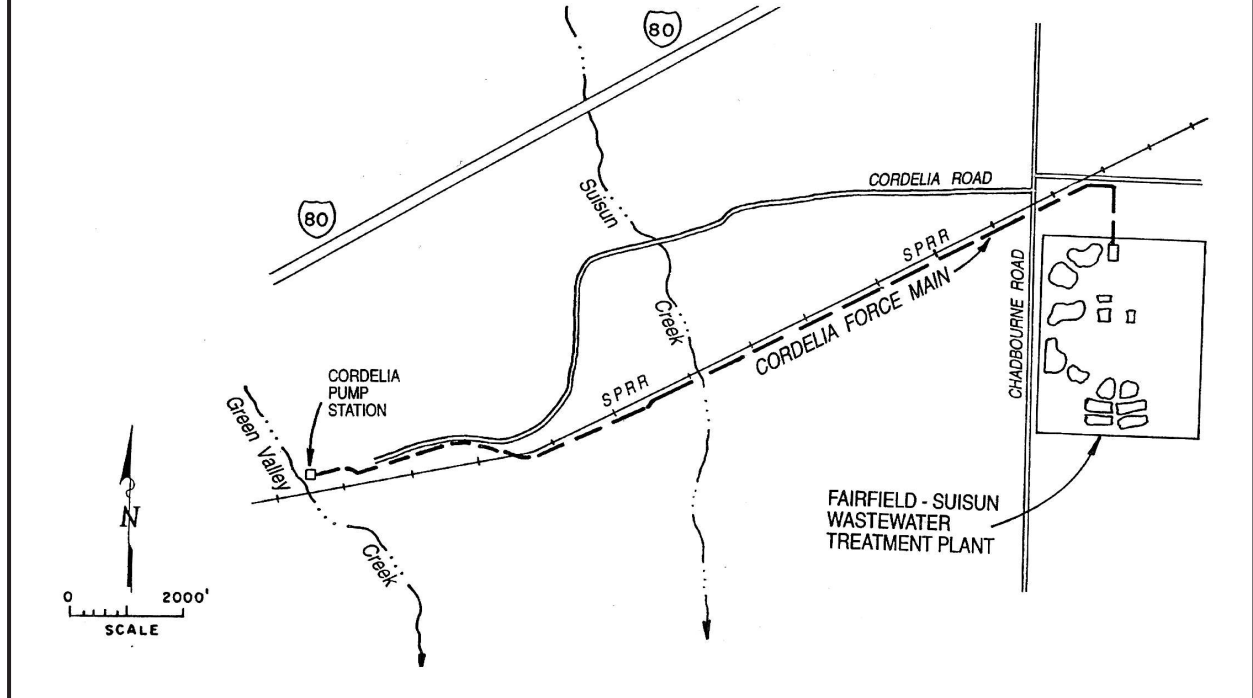 80
80
CORDELIA ROAD
Suisun
Creek
SPRR
CORDELIA FORCE MAIN
CHADBOURNE ROAD
SPRR
CORDELIA
PUMP
STATION
Green Valley
Creek
FAIRFIELD - SUISUN
WASTEWATER
TREATMENT PLANT
N
0 2000'
SCALE